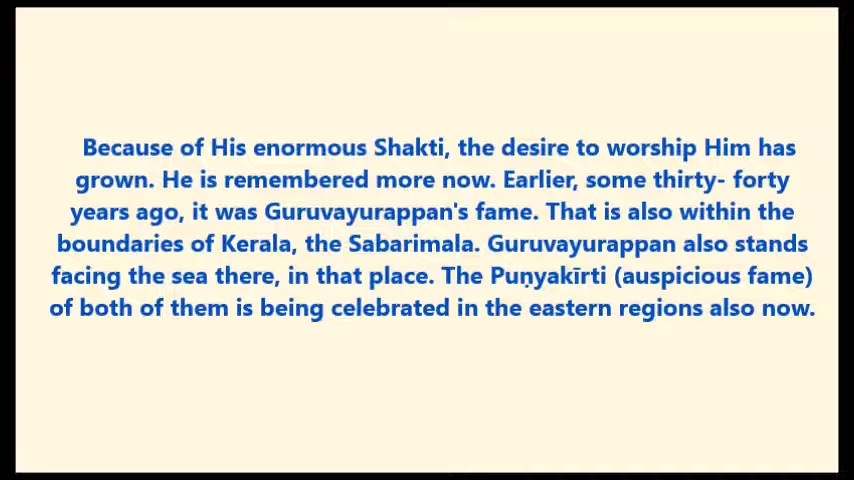 Because of His enormous Shakti, the desire to worship Him has
grown. He is remembered more now. Earlier, some thirty- forty
years ago, it was Guruvayurappan's fame. That is also within the
boundaries of Kerala, the Sabarimala. Guruvayurappan also stands
facing the sea there, in that place. The Puṇyakīrti (auspicious fame)
of both of them is being celebrated in the eastern regions also now.